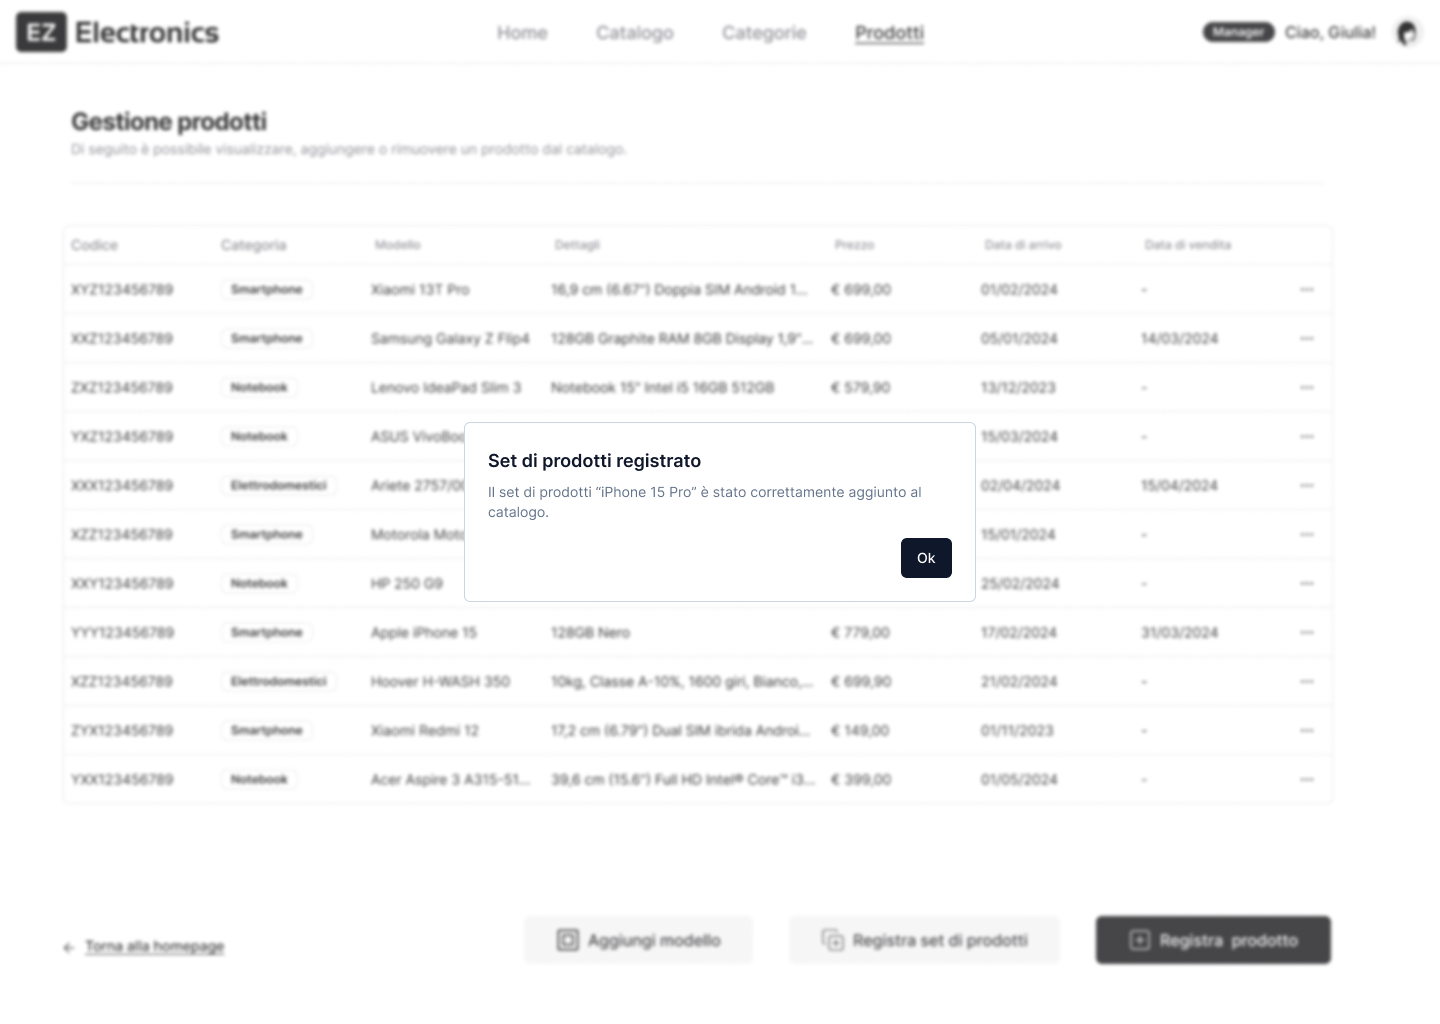 EZ Electronics
Home Catalogo Categorie Prodotti
Manager Ciao, Giulia!
Gestione prodotti
Di seguito è possibile visualizzare, aggiungere o rimuovere un prodotto dal catalogo.
Codice Categoria Modello Dettagli Prezzo Data di arrivo Data di vendita
XYZ123456789 Smartphone Xiaomi 13T Pro 16,9 cm (6.67") Doppia SIM Android 1... € 699,00 01/02/2024 - ...
XXZ123456789 Smartphone Samsung Galaxy Z Flip4 128GB Graphite RAM 8GB Display 1,9"... € 699,00 05/01/2024 14/03/2024 ...
ZXZ123456789 Notebook Lenovo IdeaPad Slim 3 Notebook 15" Intel i5 16GB 512GB € 579,90 13/12/2023 - ...
YXZ123456789 Notebook ASUS VivoBoo 15/03/2024 - ...
XXX123456789 Elettrodomestici Ariete 2757/00 02/04/2024 15/04/2024 ...
XZZ123456789 Smartphone Motorola Moto 15/01/2024 - ...
XXY123456789 Notebook HP 250 G9 25/02/2024 - ...
Set di prodotti registrato
Il set di prodotti “iPhone 15 Pro” è stato correttamente aggiunto al
catalogo.
Ok
YYY123456789 Smartphone Apple iPhone 15 128GB Nero € 779,00 17/02/2024 31/03/2024 ...
XZZ123456789 Elettrodomestici Hoover H-WASH 350 10kg, Classe A-10%, 1600 giri, Bianco,... € 699,90 21/02/2024 - ...
ZYX123456789 Smartphone Xiaomi Redmi 12 17,2 cm (6.79") Dual SIM ibrida Androi... € 149,00 01/11/2023 - ...
YXX123456789 Notebook Acer Aspire 3 A315-51... 39,6 cm (15.6") Full HD Intel® Core™ i3... € 399,00 01/05/2024 - ...
← Torna alla homepage
Aggiungi modello
Registra set di prodotti
Registra prodotto